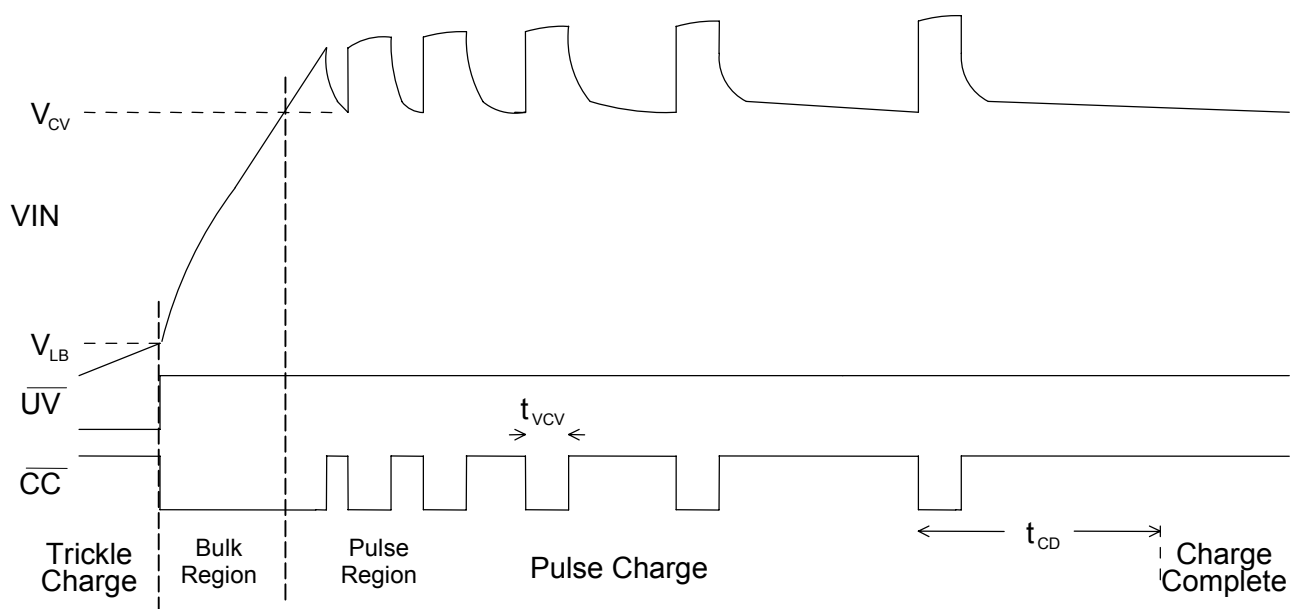 V_CV
VIN
V_LB
UV
t_VCV
CC
t_CD
Trickle
Charge
Bulk
Region
Pulse
Region
Pulse Charge
Charge
Complete